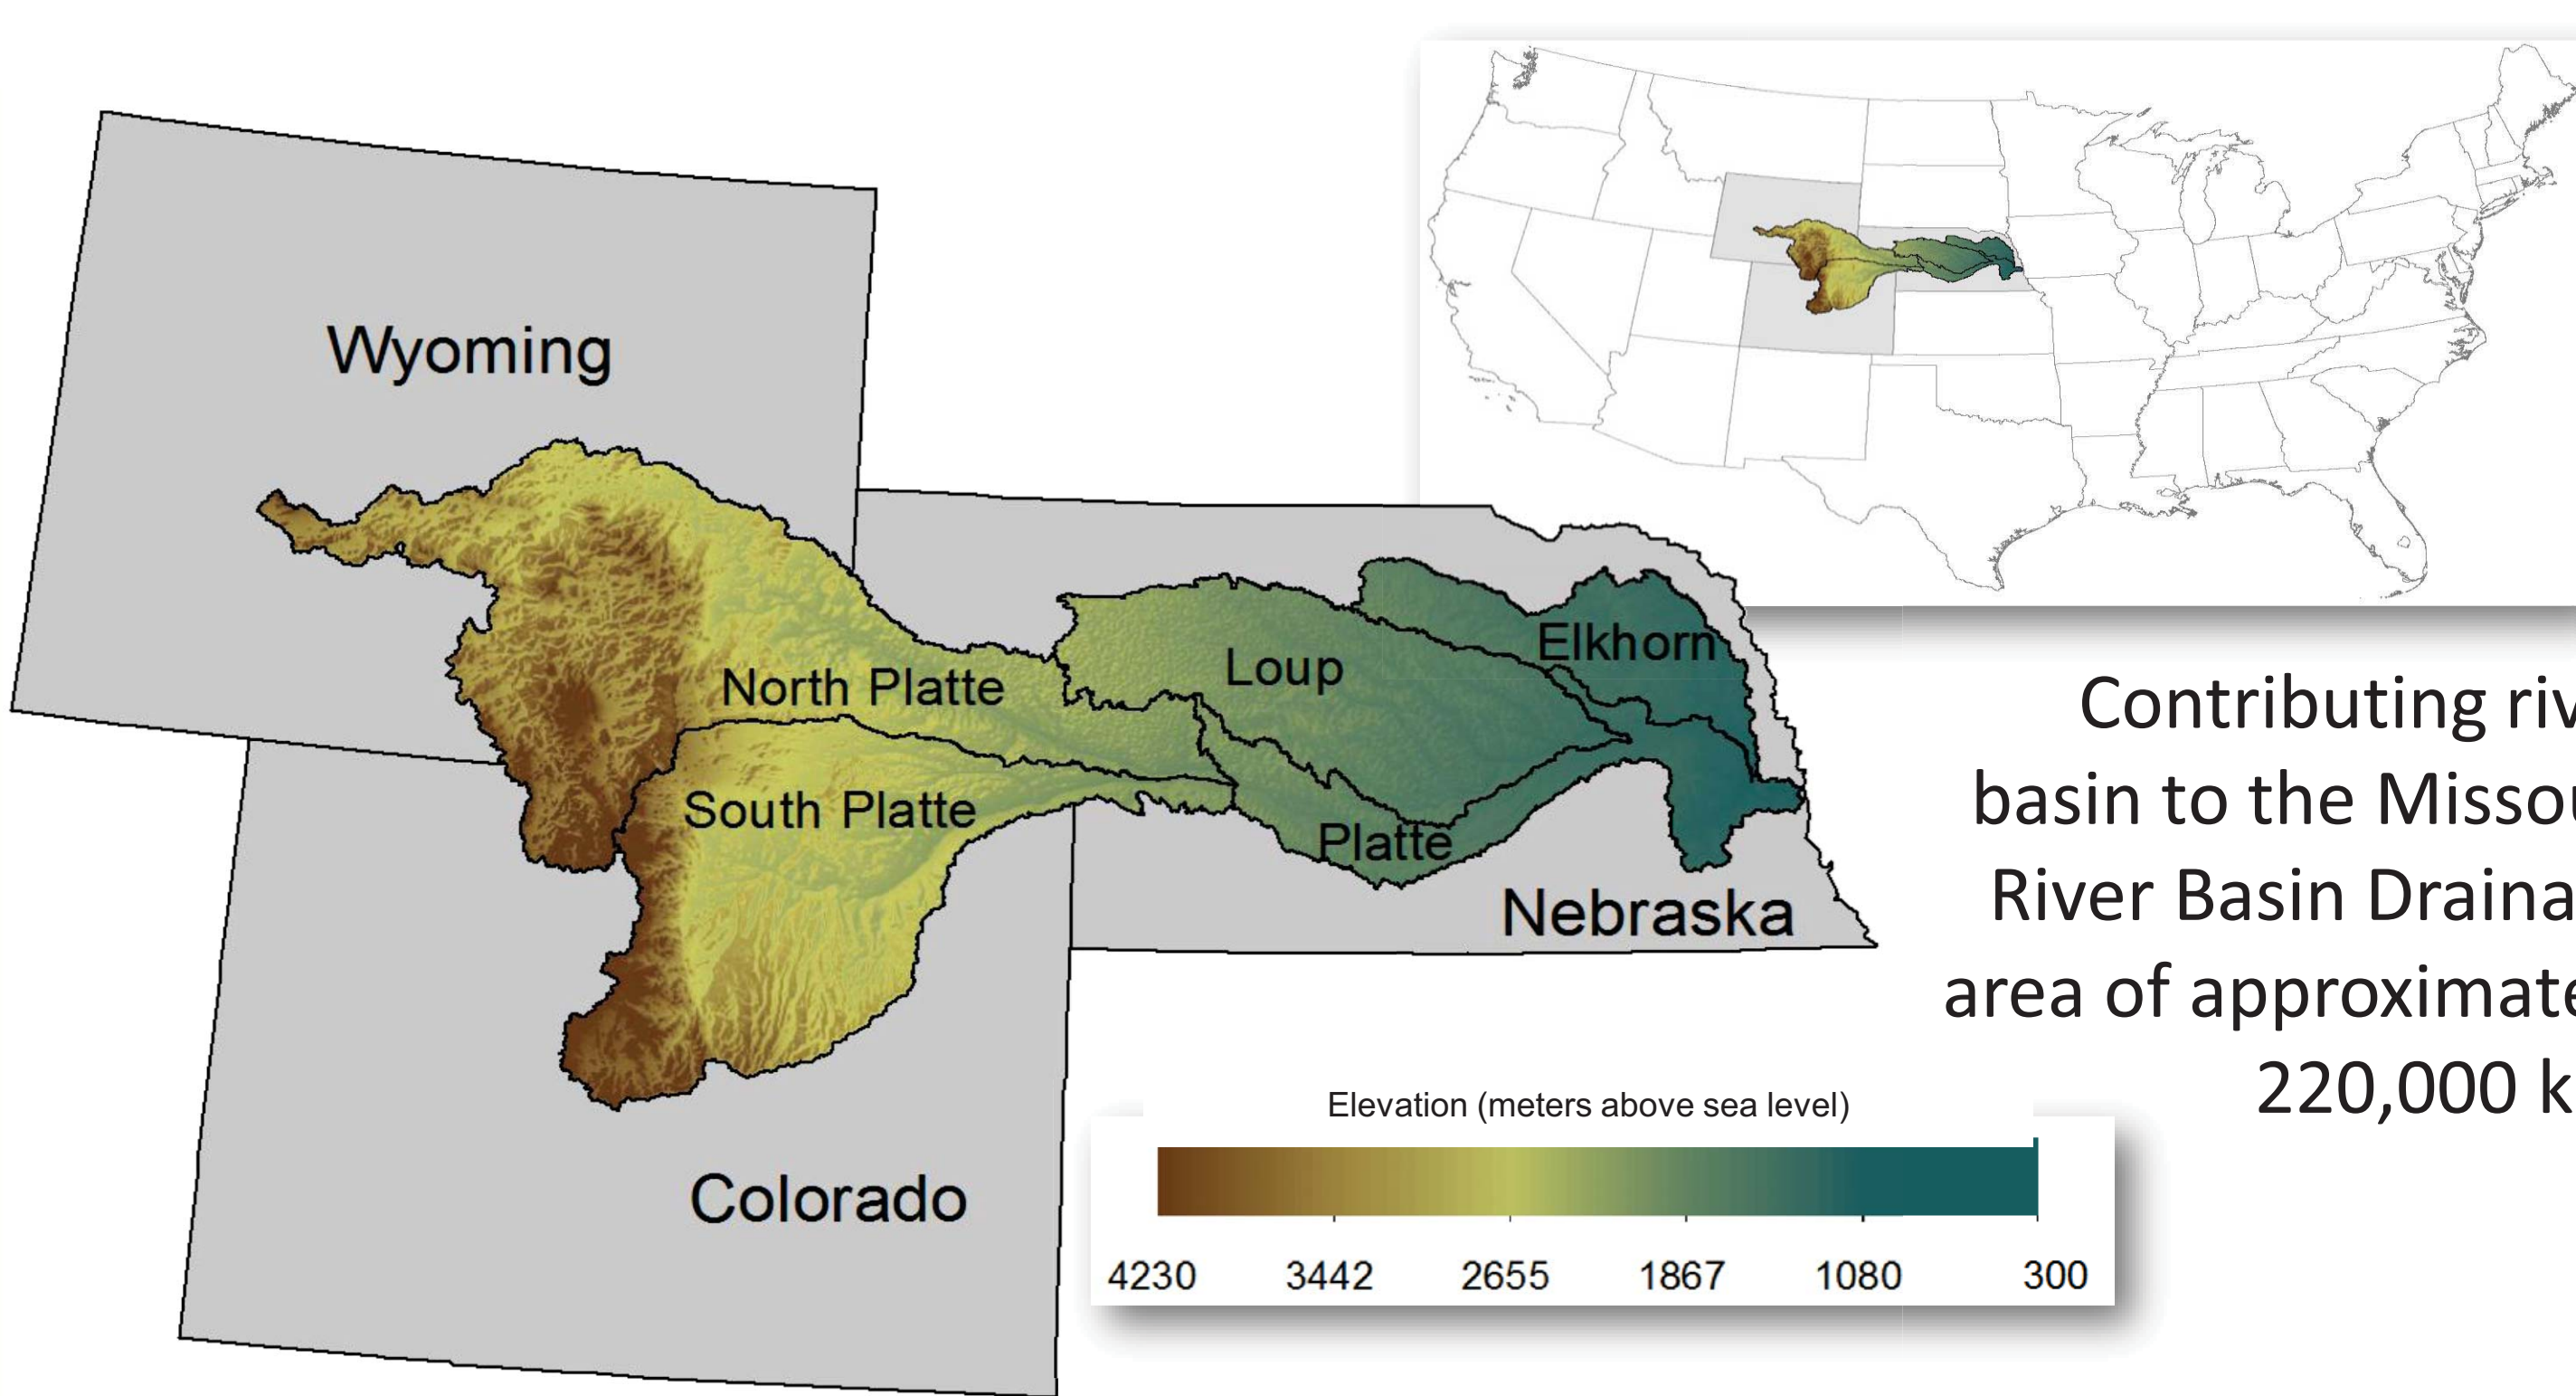 Wyoming
North Platte
Loup
Elkhorn
South Platte
Platte
Nebraska
Colorado
Contributing riv
basin to the Missou
River Basin Draina
area of approximate
220,000 k
Elevation (meters above sea level)
4230 3442 2655 1867 1080 300